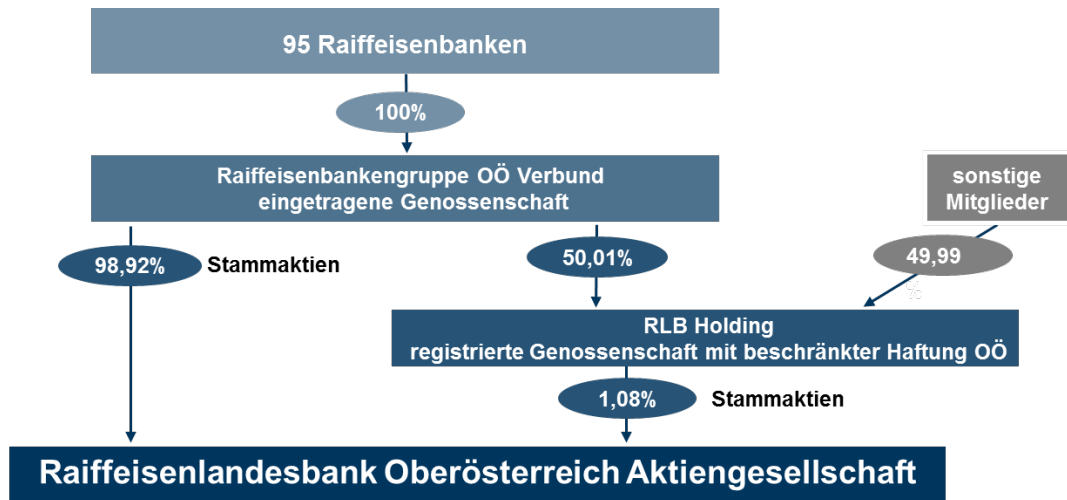 95 Raiffeisenbanken
100%
Raiffeisenbankengruppe OÖ Verbund
eingetragene Genossenschaft
sonstige
Mitglieder
98,92%
Stammaktien
50,01%
49,99
%
RLB Holding
registrierte Genossenschaft mit beschränkter Haftung OÖ
1,08%
Stammaktien
Raiffeisenlandesbank Oberösterreich Aktiengesellschaft